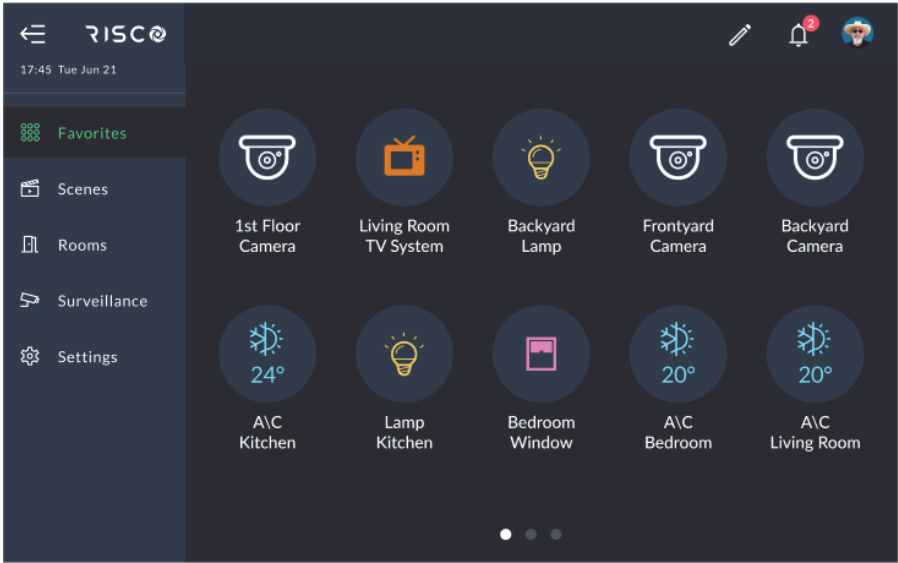 RISCO
2
17:45 Tue Jun 21
Favorites
Scenes
Rooms
Surveillance
Settings
1st Floor
Camera
Living Room
TV System
Backyard
Lamp
Frontyard
Camera
Backyard
Camera
24°
A\C
Kitchen
Lamp
Kitchen
Bedroom
Window
20°
A\C
Bedroom
20°
A\C
Living Room